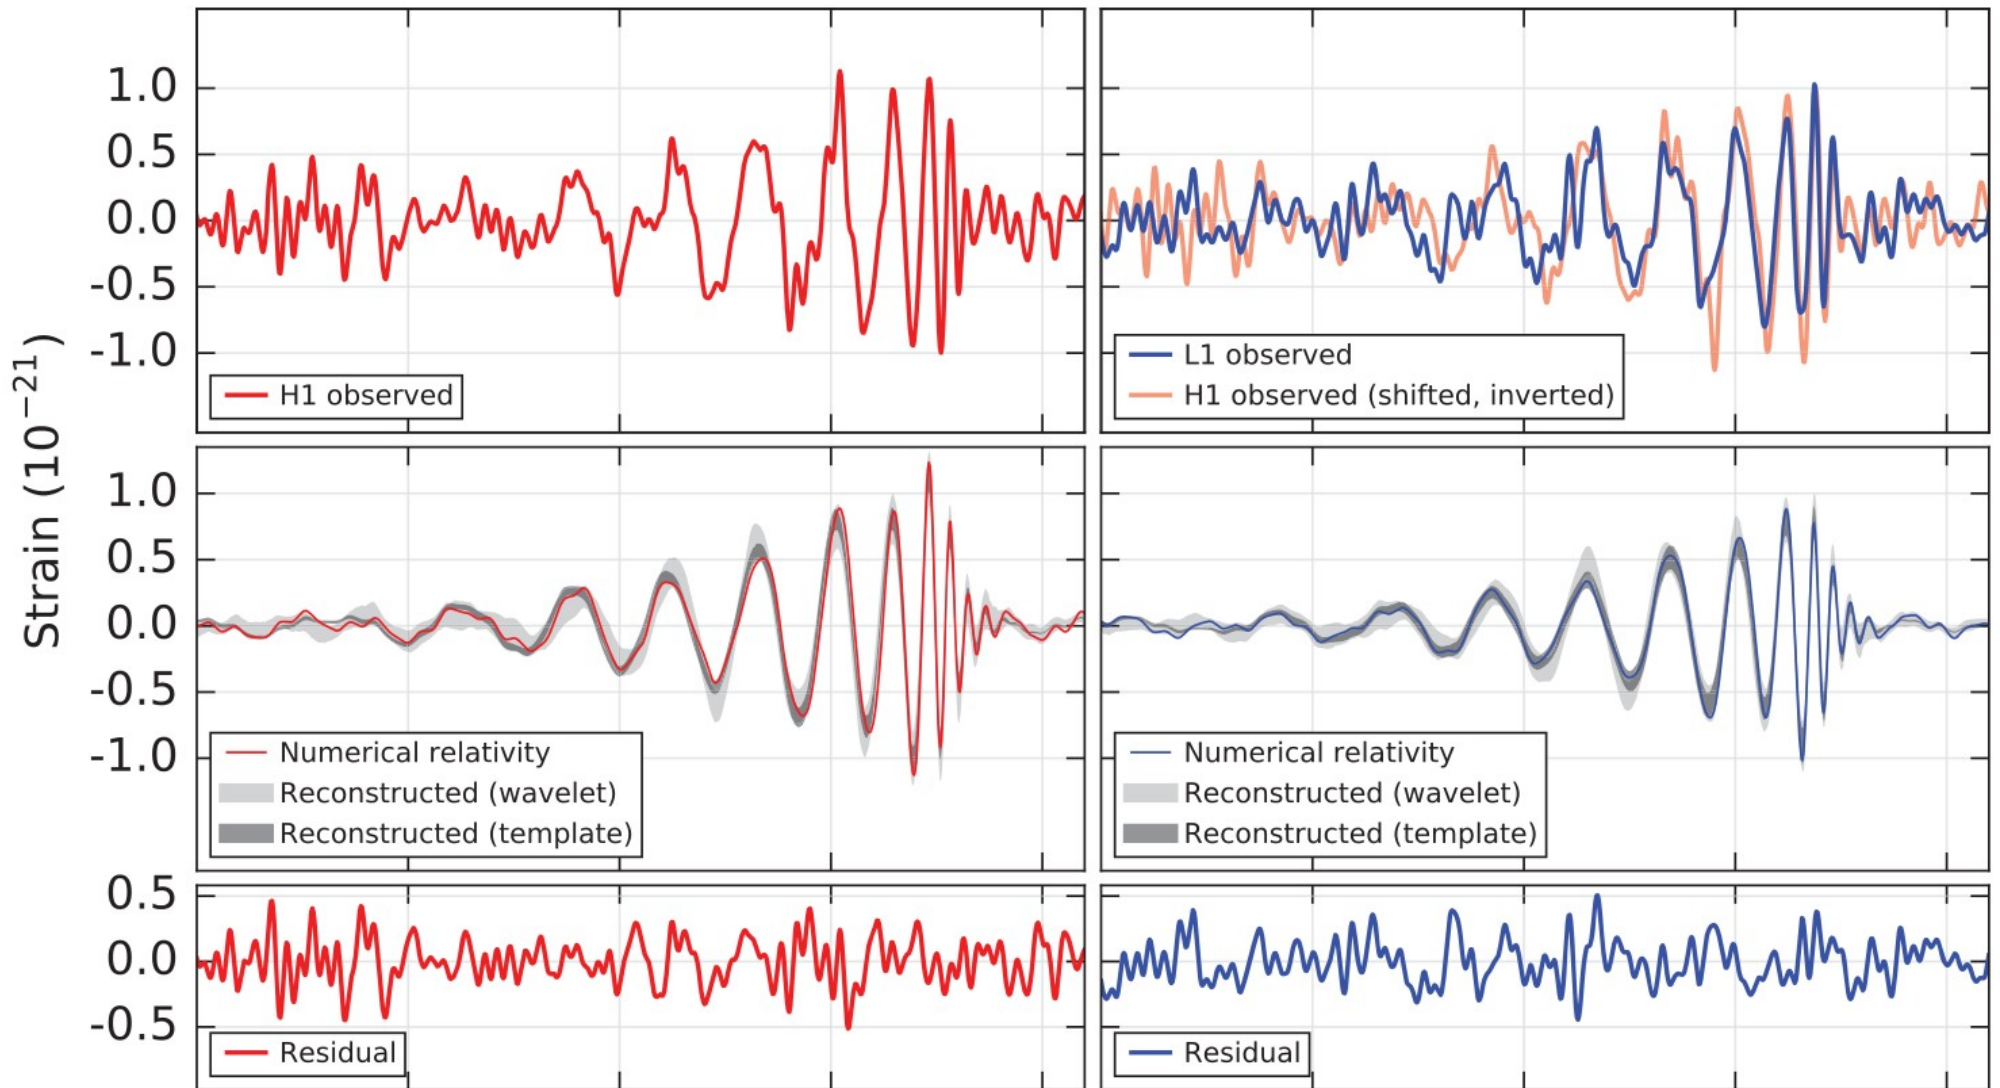 Strain (10⁻²¹)
1.0
0.5
0.0
-0.5
-1.0
H1 observed
L1 observed
H1 observed (shifted, inverted)
1.0
0.5
0.0
-0.5
-1.0
Numerical relativity
Reconstructed (wavelet)
Reconstructed (template)
Numerical relativity
Reconstructed (wavelet)
Reconstructed (template)
0.5
0.0
-0.5
Residual
Residual